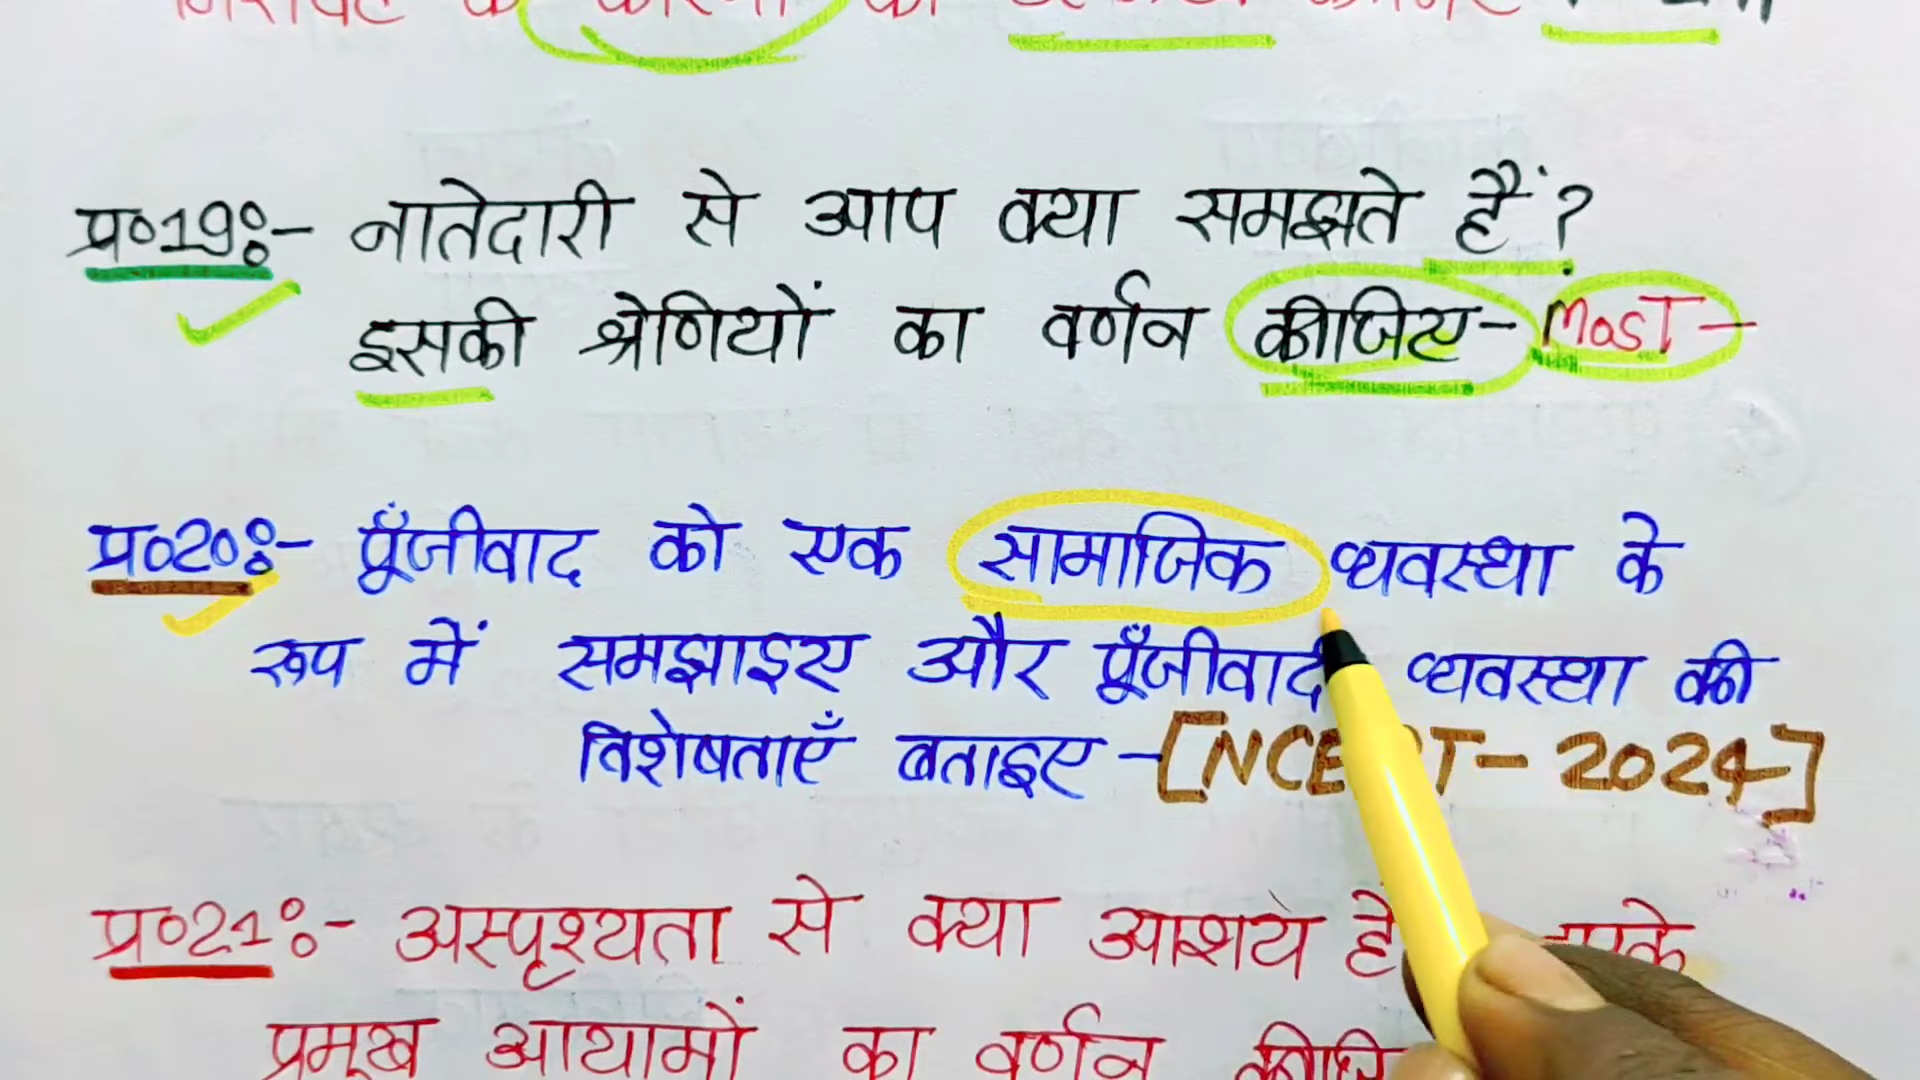 प्र०19ः- नातेदारी से आप क्या समझते हैं?
इसकी श्रेणियों का वर्णन कीजिए- MOST-
प्र०20ः- पूँजीवाद को एक सामाजिक व्यवस्था के
रूप में समझाइए और पूँजीवाद व्यवस्था की
विशेषताएँ बताइए -[NCERT-2024]
प्र०21ः- अस्पृश्यता से क्या आशय है
प्रमुख आयामों का वर्णन